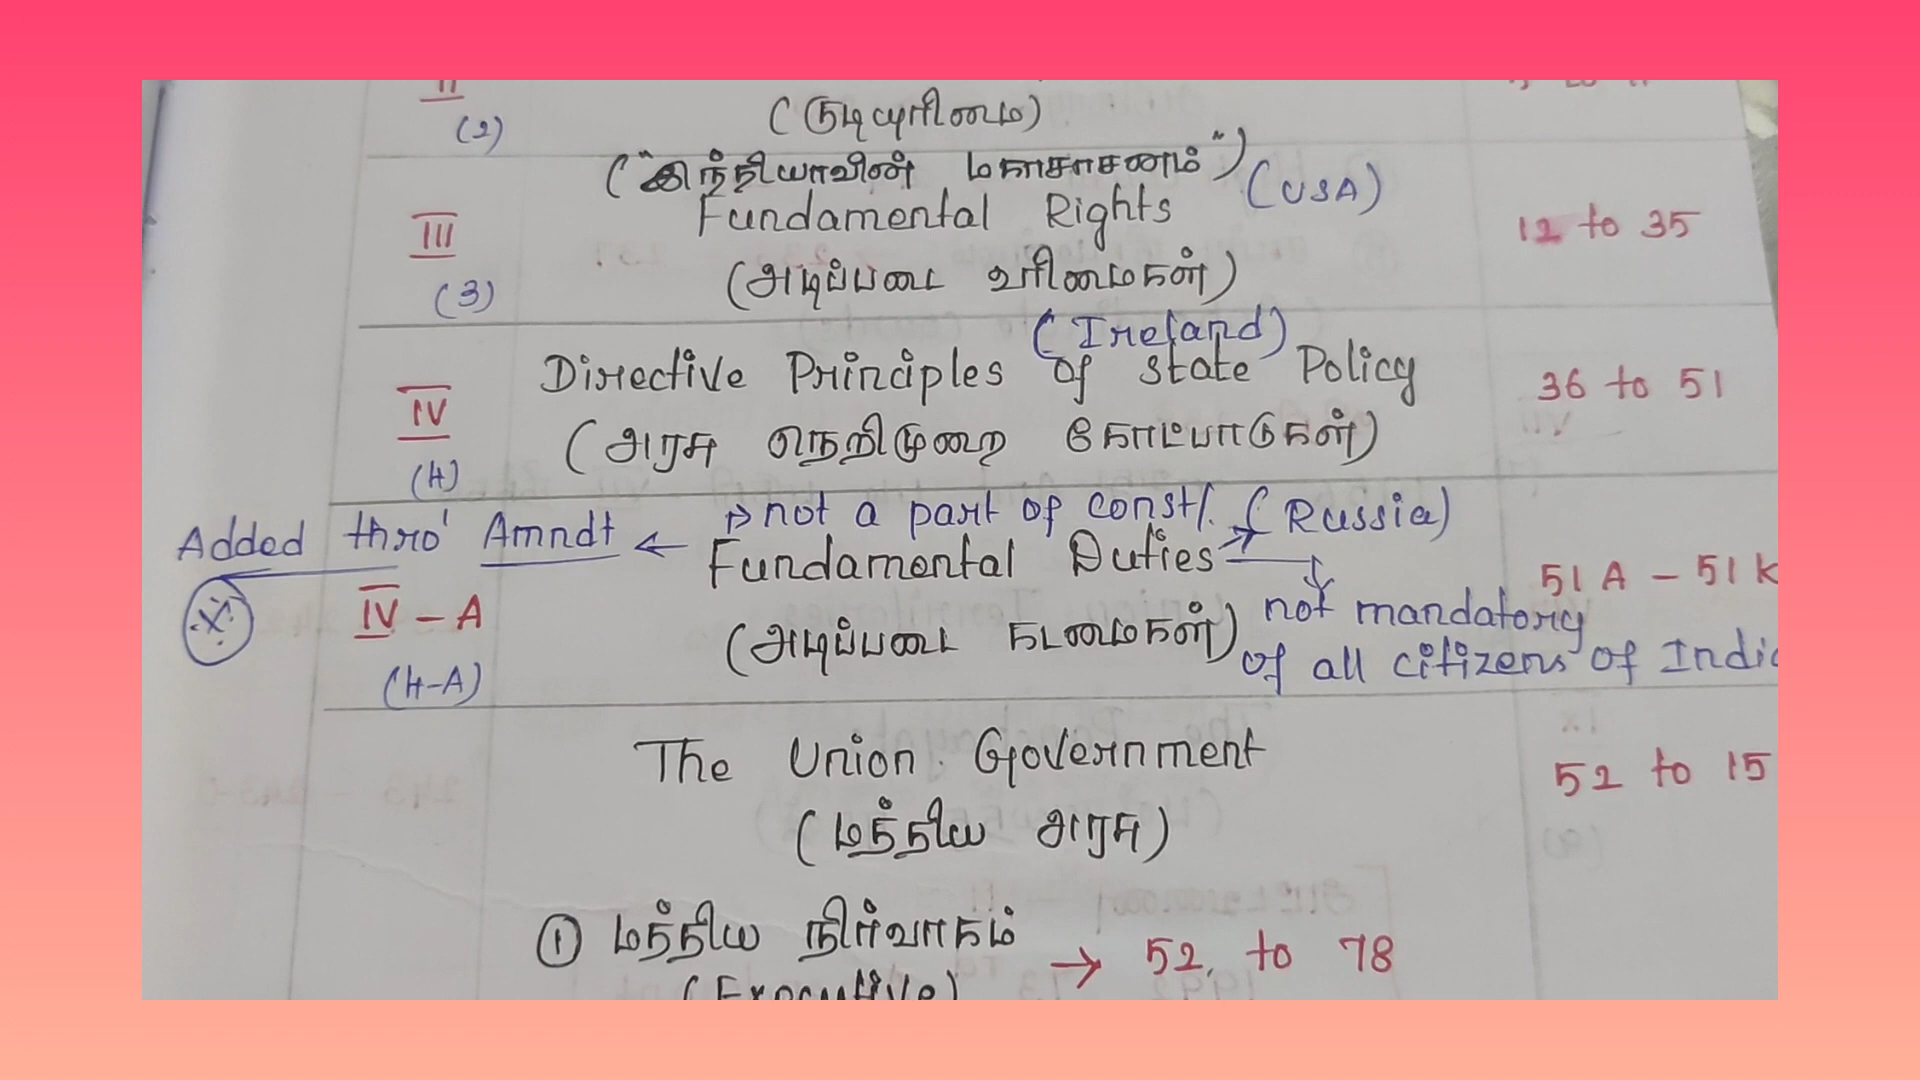 II
(2)
(குடியுரிமை)
("இந்தியாவின் மகாசாசனம்")
(USA)
III
Fundamental Rights
12 to 35
(3)
(அடிப்படை உரிமைகள்)
(Ireland)
IV
Directive Principles of state Policy
36 to 51
(4)
(அரசு நெறிமுறை கோட்பாடுகள்)
not a part of const/. (Russia)
Added thro' Amndt ← Fundamental Duties
51 A - 51 K
IV - A
(அடிப்படை கடமைகள்)
not mandatory
of all citizens of
(4-A)
The Union Government
52 to
(மத்திய அரசு)
① மத்திய நிர்வாகம் → 52 to 78
(Executive)